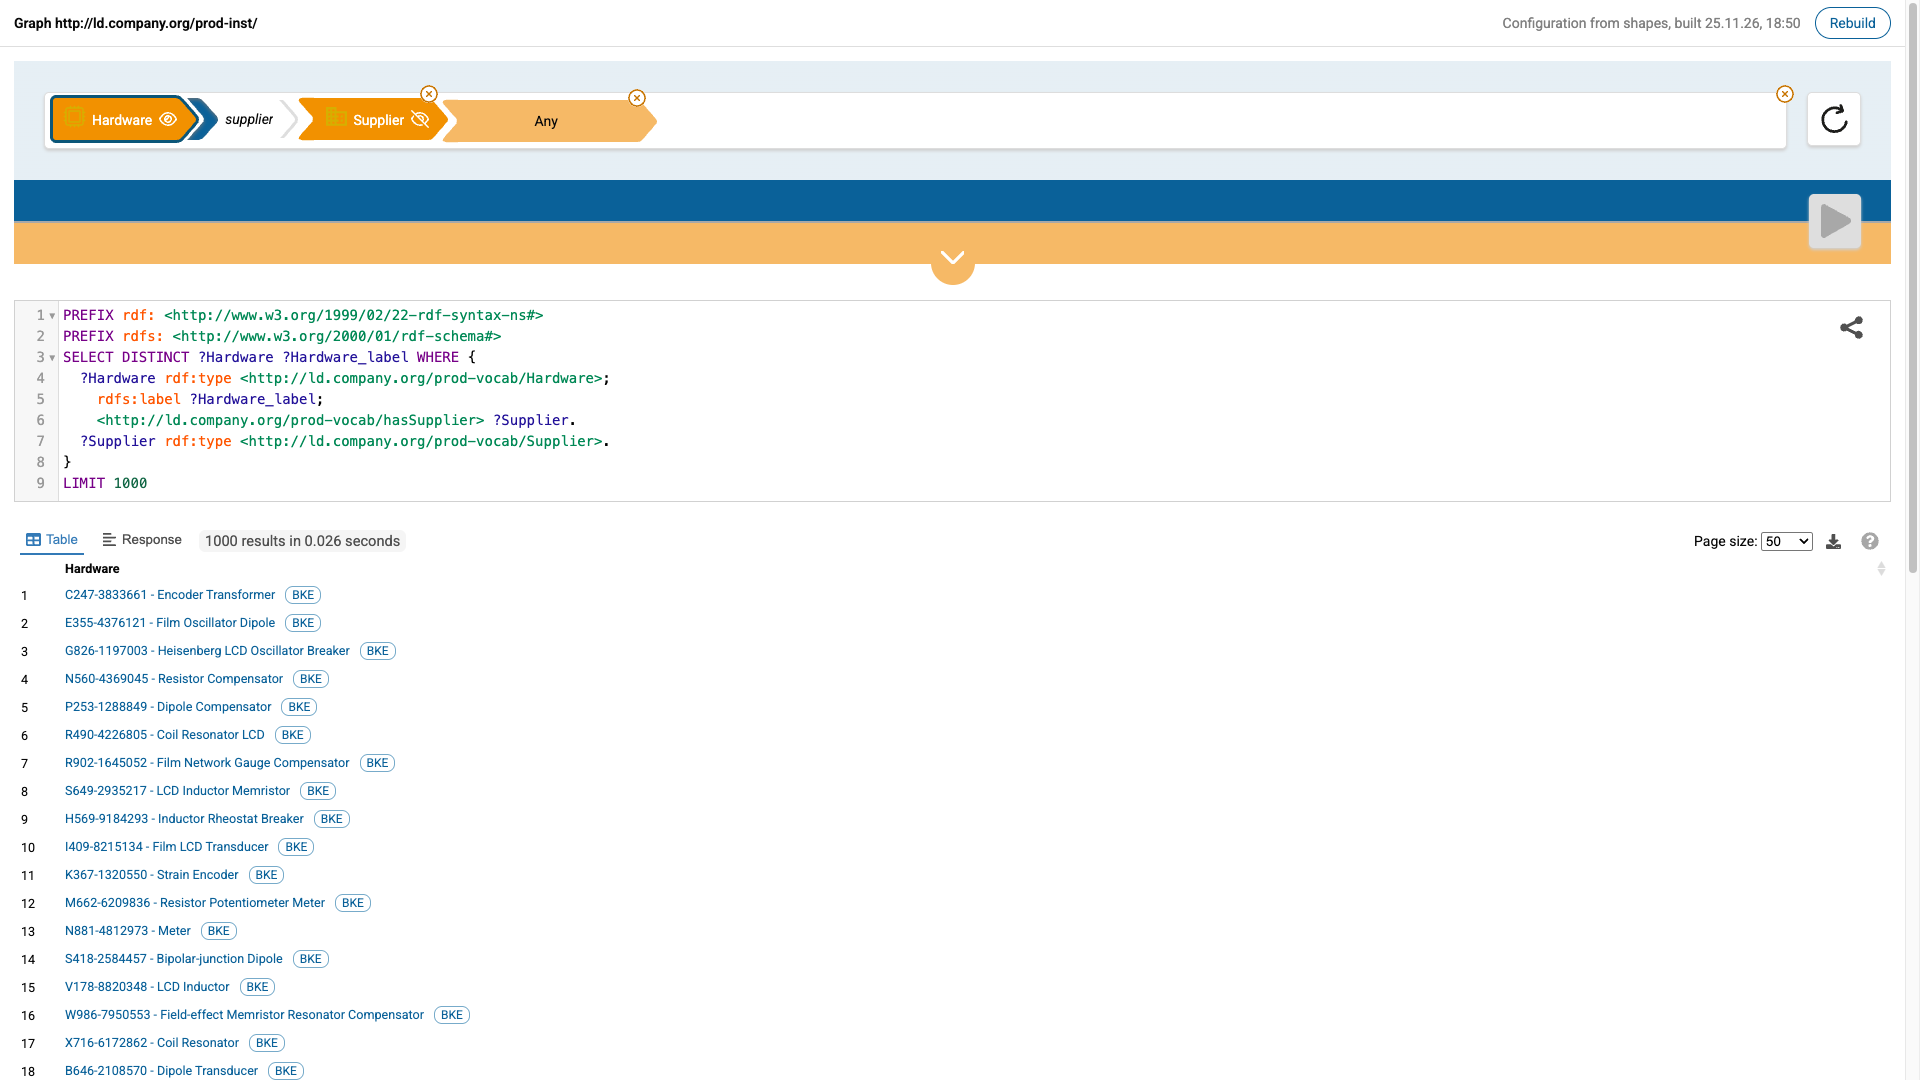 Graph http://ld.company.org/prod-inst/
Configuration from shapes, built 25.11.26, 18:50
Rebuild
Hardware
supplier
Supplier
Any
1 PREFIX rdf: <http://www.w3.org/1999/02/22-rdf-syntax-ns#>
2 PREFIX rdfs: <http://www.w3.org/2000/01/rdf-schema#>
3 SELECT DISTINCT ?Hardware ?Hardware_label WHERE {
4 ?Hardware rdf:type <http://ld.company.org/prod-vocab/Hardware>;
5 rdfs:label ?Hardware_label;
6 <http://ld.company.org/prod-vocab/hasSupplier> ?Supplier.
7 ?Supplier rdf:type <http://ld.company.org/prod-vocab/Supplier>.
8 }
9 LIMIT 1000
Table
Response
1000 results in 0.026 seconds
Page size: 50
Hardware
1 C247-3833661 - Encoder Transformer BKE
2 E355-4376121 - Film Oscillator Dipole BKE
3 G826-1197003 - Heisenberg LCD Oscillator Breaker BKE
4 N560-4369045 - Resistor Compensator BKE
5 P253-1288849 - Dipole Compensator BKE
6 R490-4226805 - Coil Resonator LCD BKE
7 R902-1645052 - Film Network Gauge Compensator BKE
8 S649-2935217 - LCD Inductor Memristor BKE
9 H569-9184293 - Inductor Rheostat Breaker BKE
10 I409-8215134 - Film LCD Transducer BKE
11 K367-1320550 - Strain Encoder BKE
12 M662-6209836 - Resistor Potentiometer Meter BKE
13 N881-4812973 - Meter BKE
14 S418-2584457 - Bipolar-junction Dipole BKE
15 V178-8820348 - LCD Inductor BKE
16 W986-7950553 - Field-effect Memristor Resonator Compensator BKE
17 X716-6172862 - Coil Resonator BKE
18 B646-2108570 - Dipole Transducer BKE